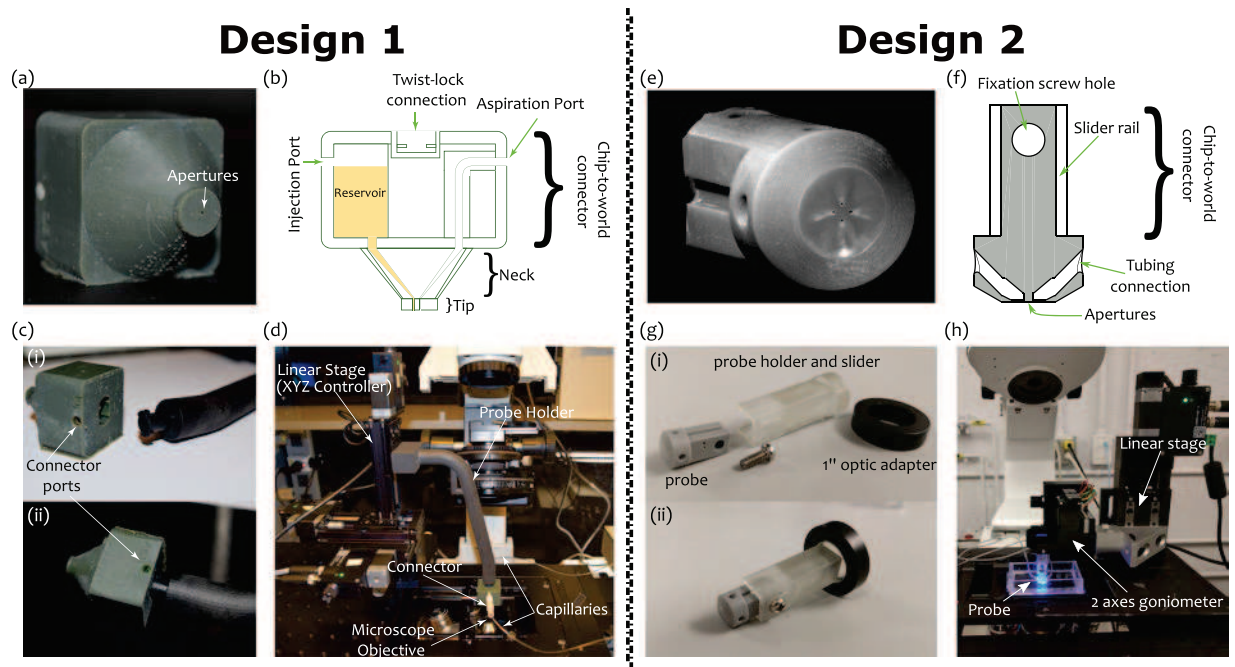 Design 1
(a)
Apertures
(b)
Twist-lock
connection
Aspiration Port
Injection Port
Reservoir
Chip-to-world
connector
Neck
Tip
(c)
(i)
Connector
ports
(ii)
(d)
Linear Stage
(XYZ Controller)
Probe Holder
Connector
Capillaries
Microscope
Objective
Design 2
(e)
(f)
Fixation screw hole
Slider rail
Chip-to-world
connector
Tubing
connection
Apertures
(g)
(i)
probe holder and slider
1" optic adapter
probe
(ii)
(h)
Linear stage
Probe
2 axes goniometer